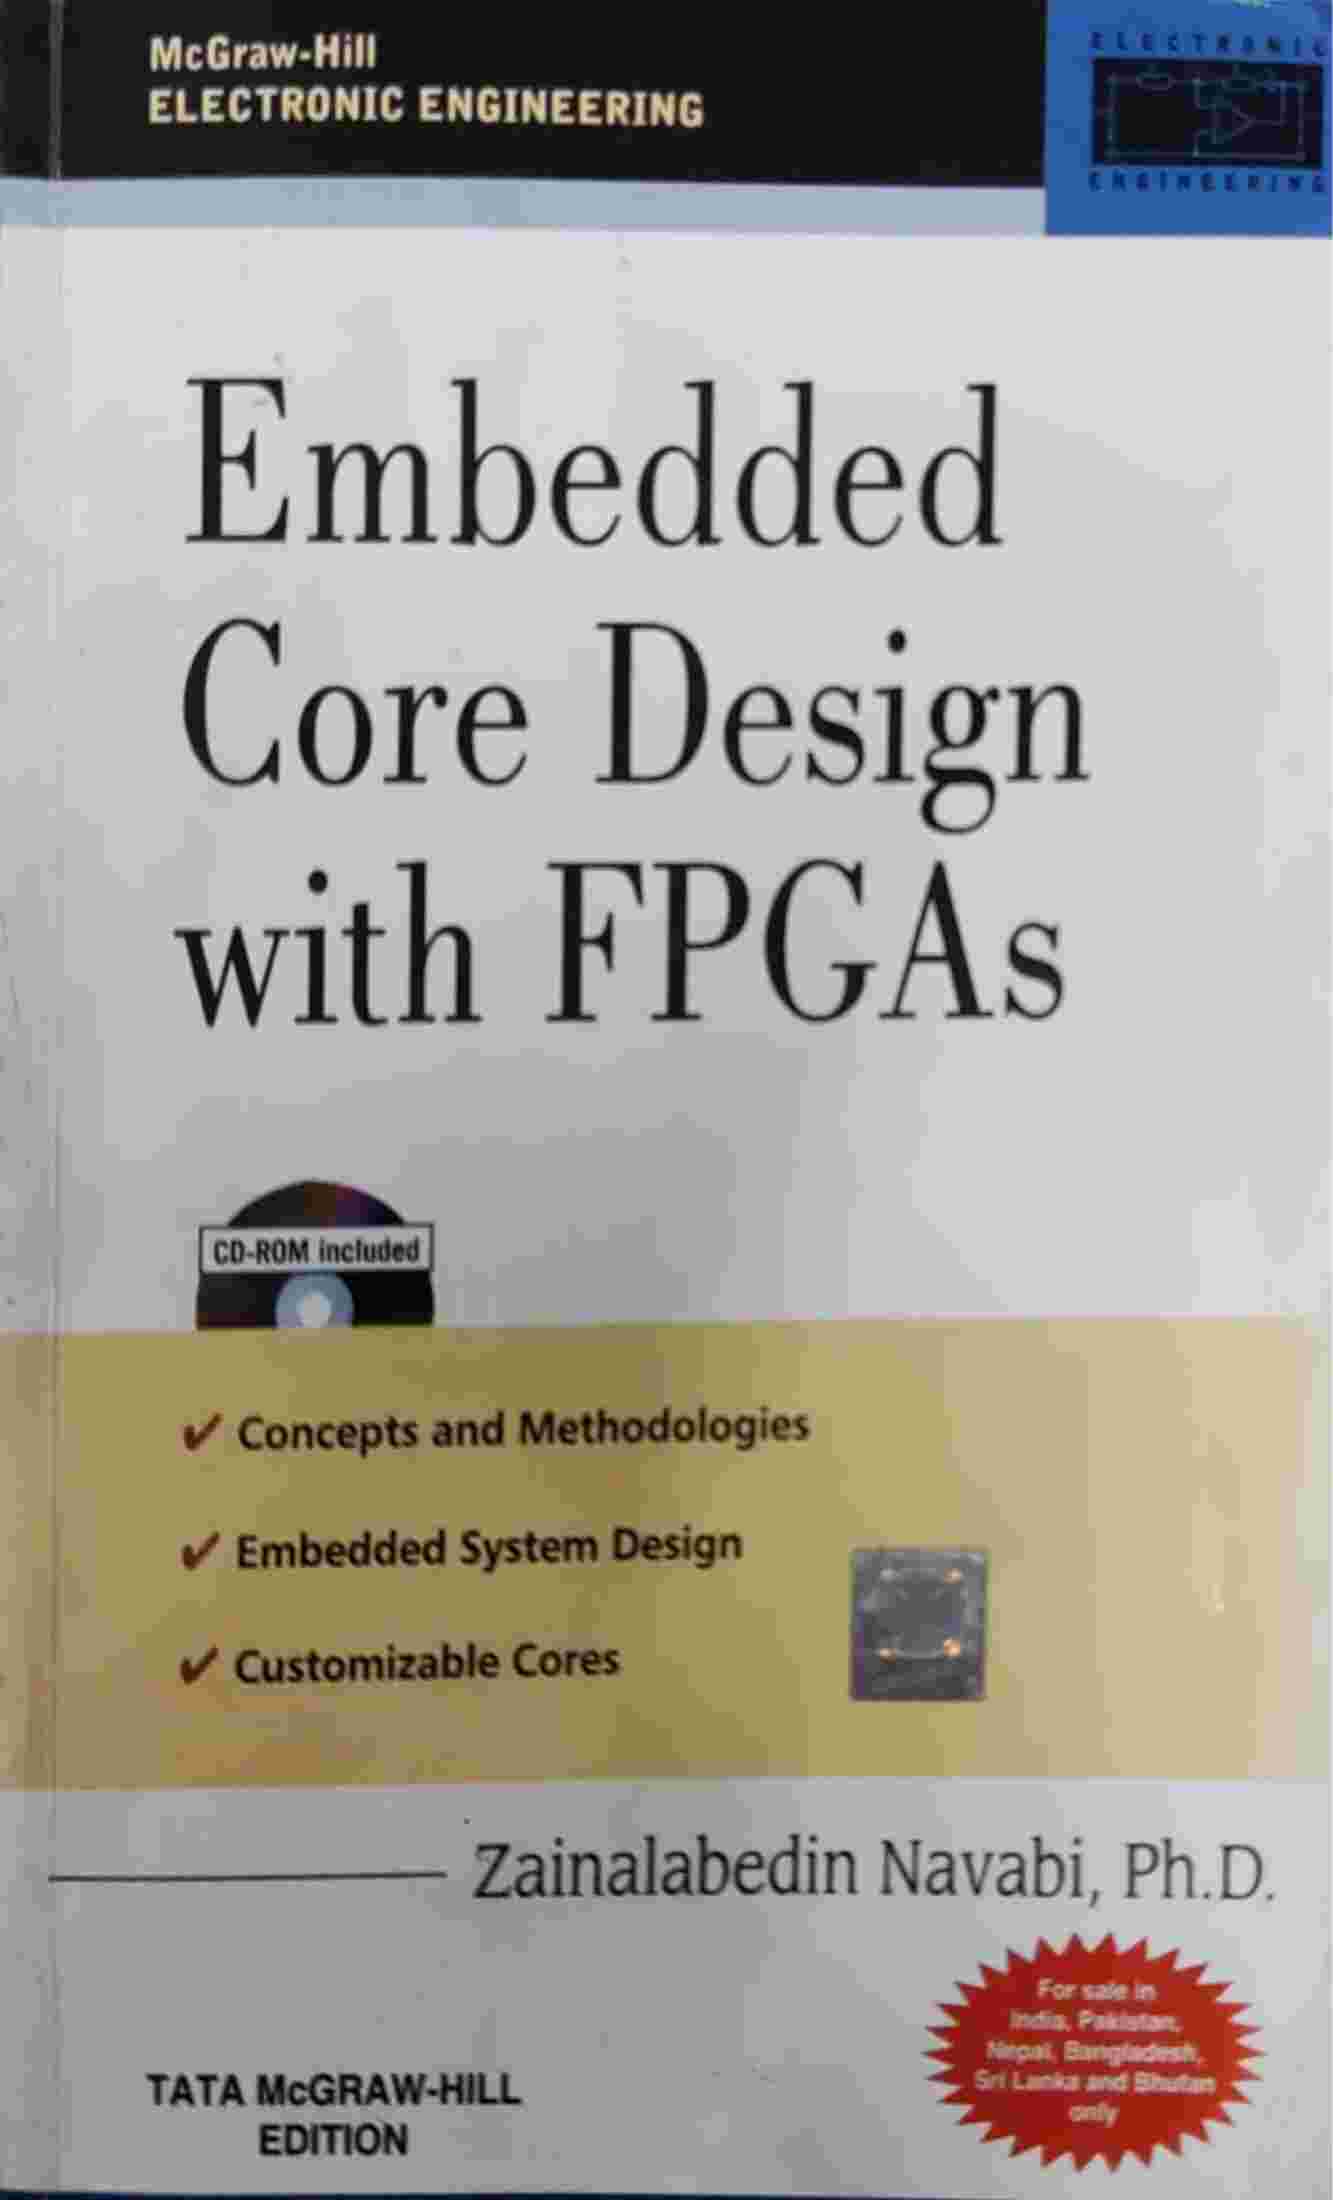 McGraw-Hill
ELECTRONIC ENGINEERING
ELECTRONIC
ENGINEERING
Embedded
Core Design
with FPGAs
CD-ROM included
✓ Concepts and Methodologies
✓ Embedded System Design
✓ Customizable Cores
Zainalabedin Navabi, Ph.D.
For sale in
India, Pakistan,
Nepal, Bangladesh,
Sri Lanka and Bhutan
only
TATA McGRAW-HILL
EDITION